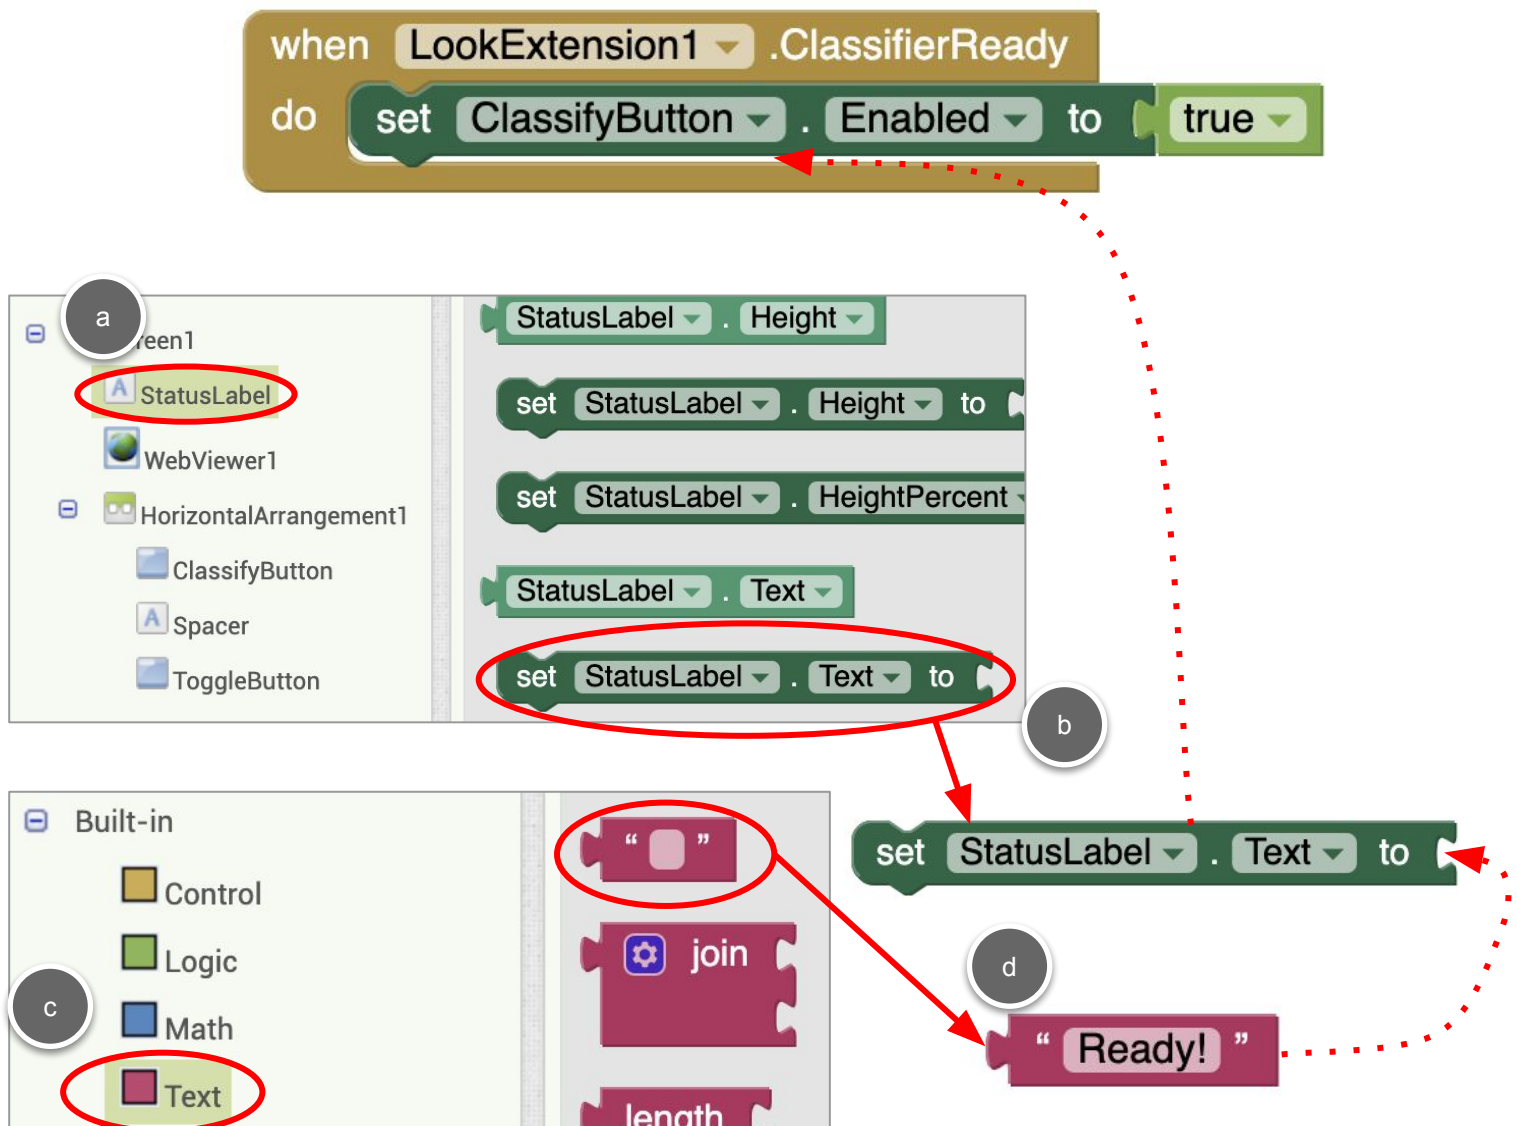 when LookExtension1 .ClassifierReady
do set ClassifyButton . Enabled to true
a
reen1
StatusLabel
WebViewer1
HorizontalArrangement1
ClassifyButton
Spacer
ToggleButton
StatusLabel . Height
set StatusLabel . Height to
set StatusLabel . HeightPercent
StatusLabel . Text
set StatusLabel . Text to
b
Built-in
Control
Logic
c
Math
Text
“ ”
join
length
set StatusLabel . Text to
d
“ Ready! ”